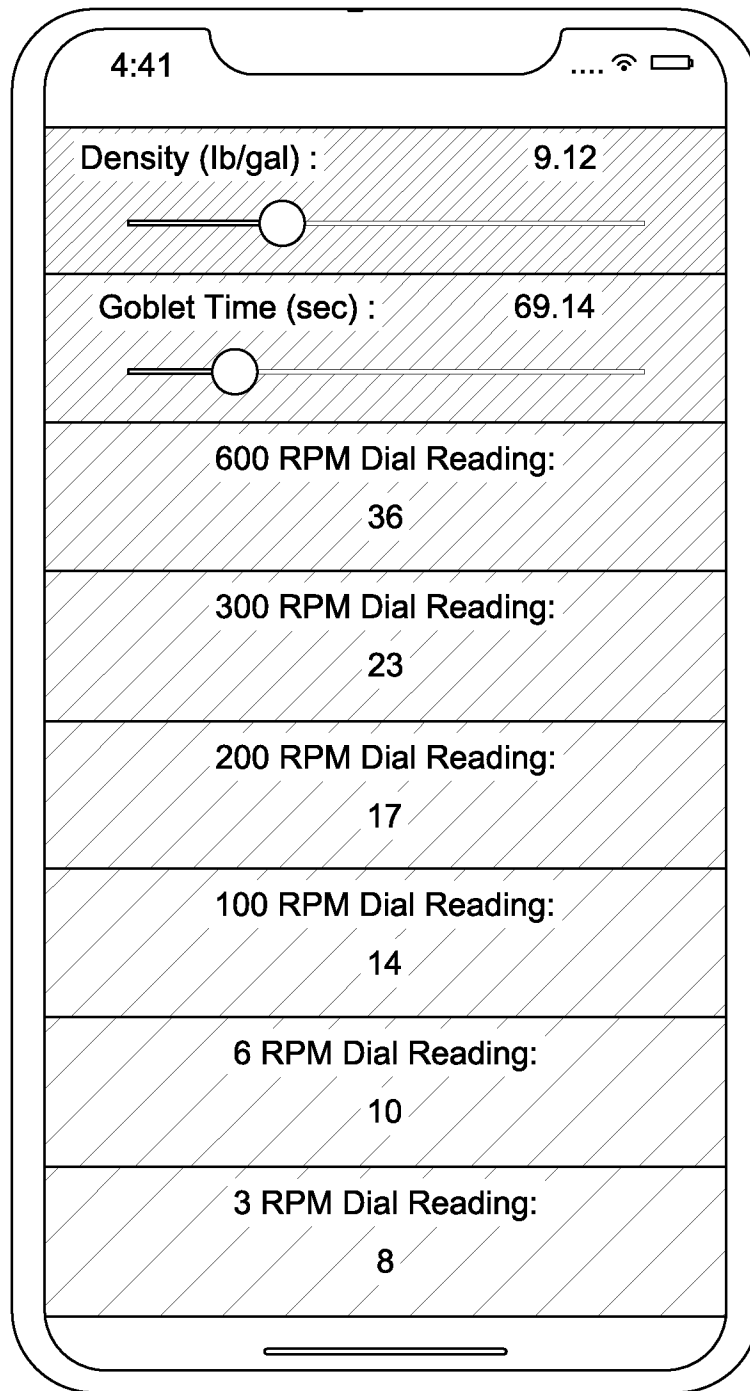 4:41
Density (lb/gal) : 9.12
Goblet Time (sec) : 69.14
600 RPM Dial Reading:
36
300 RPM Dial Reading:
23
200 RPM Dial Reading:
17
100 RPM Dial Reading:
14
6 RPM Dial Reading:
10
3 RPM Dial Reading:
8